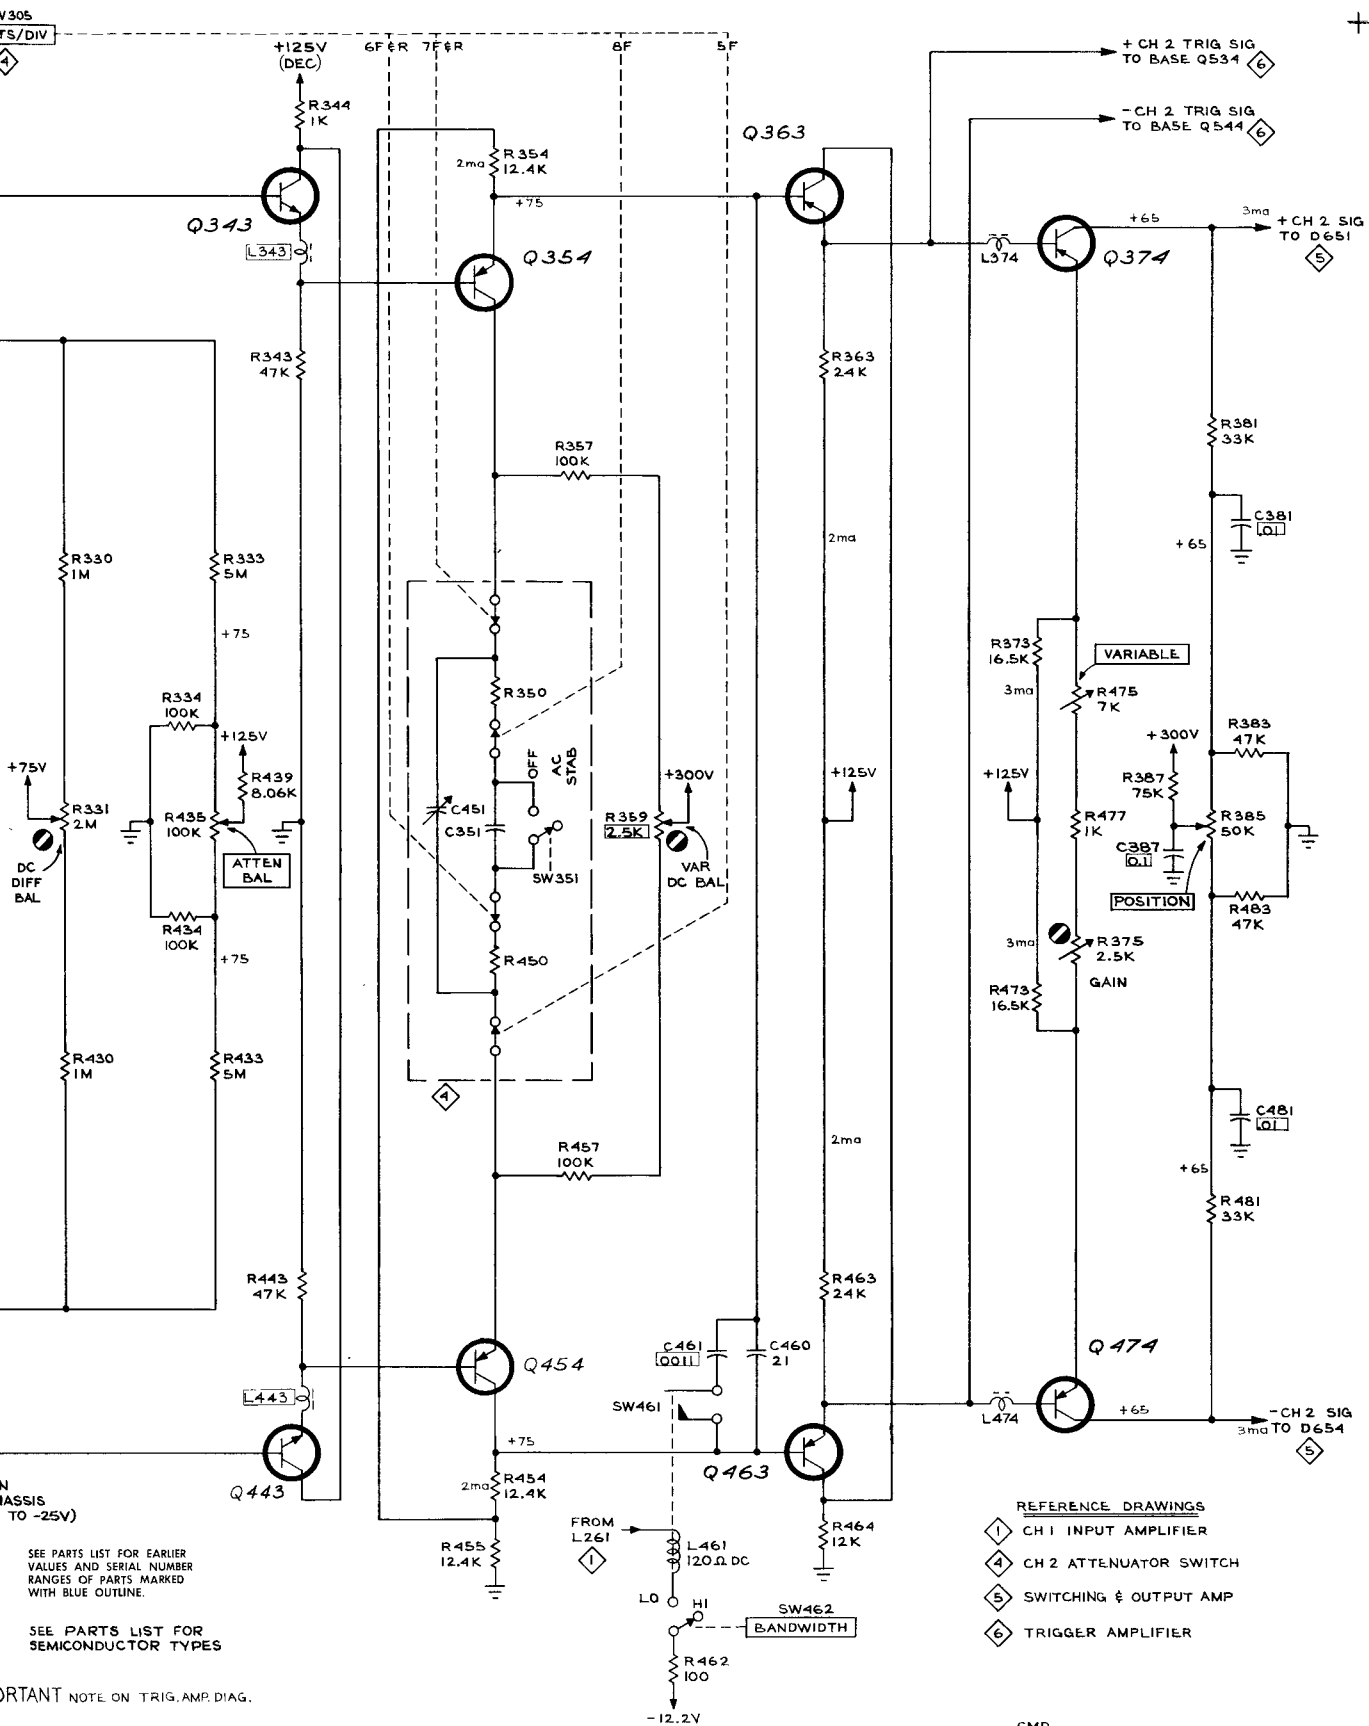 V305
TS/DIV
4
+125V
(DEC)
6F & R
7F & R
8F
5F
+ CH 2 TRIG SIG
TO BASE Q534
6
-CH 2 TRIG SIG
TO BASE Q544
6
R344
1K
R354
12.4K
2ma
+75
Q363
Q343
L343
Q354
L374
Q374
+65
3ma
+ CH 2 SIG
TO D651
5
R343
47K
R363
24K
R357
100K
R381
33K
C381
.01
+65
2ma
R330
1M
R333
5M
+75
R373
16.5K
3ma
VARIABLE
R475
7K
R350
R334
100K
+125V
R439
8.06K
+75V
R331
2M
DC
DIFF
BAL
R435
100K
ATTEN
BAL
R434
100K
+75
OFF
AC
STAB
C451
C351
SW351
R359
2.5K
+300V
VAR
DC BAL
+125V
+125V
R477
1K
+300V
R387
75K
C387
0.1
R385
50K
R383
47K
POSITION
R483
47K
R450
3ma
R375
2.5K
GAIN
R473
16.5K
R430
1M
R433
5M
4
R457
100K
2ma
C481
.01
+65
R481
33K
R443
47K
R463
24K
L443
Q454
C461
.0011
C460
21
SW461
Q474
L474
+65
3ma
-CH 2 SIG
TO D654
5
Q443
+75
2ma
R454
12.4K
Q463
R455
12.4K
FROM
L261
1
L461
120Ω DC
R464
12K
LO
HI
SW462
BANDWIDTH
R462
100
-12.2V
N
HASSIS
TO -25V)
SEE PARTS LIST FOR EARLIER
VALUES AND SERIAL NUMBER
RANGES OF PARTS MARKED
WITH BLUE OUTLINE.
SEE PARTS LIST FOR
SEMICONDUCTOR TYPES
ORTANT NOTE ON TRIG. AMP. DIAG.
REFERENCE DRAWINGS
1 CH 1 INPUT AMPLIFIER
4 CH 2 ATTENUATOR SWITCH
5 SWITCHING & OUTPUT AMP
6 TRIGGER AMPLIFIER